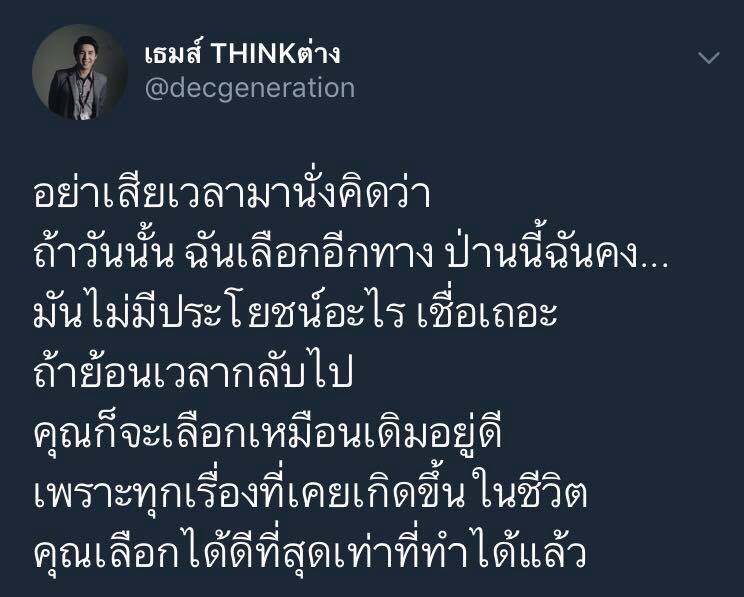 เธมส์ THINKต่าง
@decgeneration
อย่าเสียเวลามานั่งคิดว่า
ถ้าวันนั้น ฉันเลือกอีกทาง ป่านนี้ฉันคง...
มันไม่มีประโยชน์อะไร เชื่อเถอะ
ถ้าย้อนเวลากลับไป
คุณก็จะเลือกเหมือนเดิมอยู่ดี
เพราะทุกเรื่องที่เคยเกิดขึ้น ในชีวิต
คุณเลือกได้ดีที่สุดเท่าที่ทำได้แล้ว